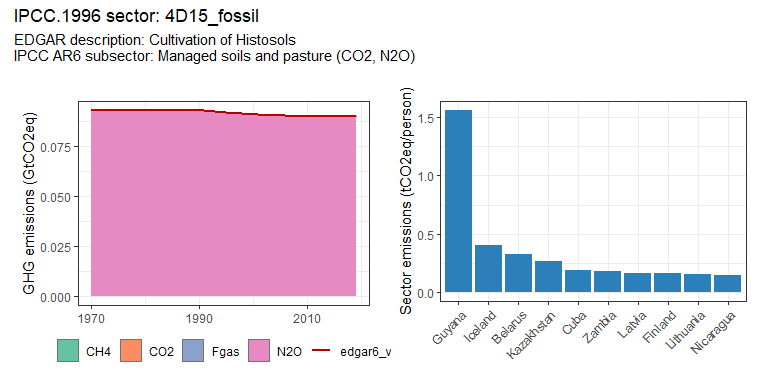 IPCC.1996 sector: 4D15_fossil
EDGAR description: Cultivation of Histosols
IPCC AR6 subsector: Managed soils and pasture (CO2, N2O)
GHG emissions (GtCO2eq)
0.075
0.050
0.025
0.000
1970
1990
2010
CH4
CO2
Fgas
N2O
edgar6_v
Sector emissions (tCO2eq/person)
1.5
1.0
0.5
0.0
Guyana
Iceland
Belarus
Kazakhstan
Cuba
Zambia
Latvia
Finland
Lithuania
Nicaragua